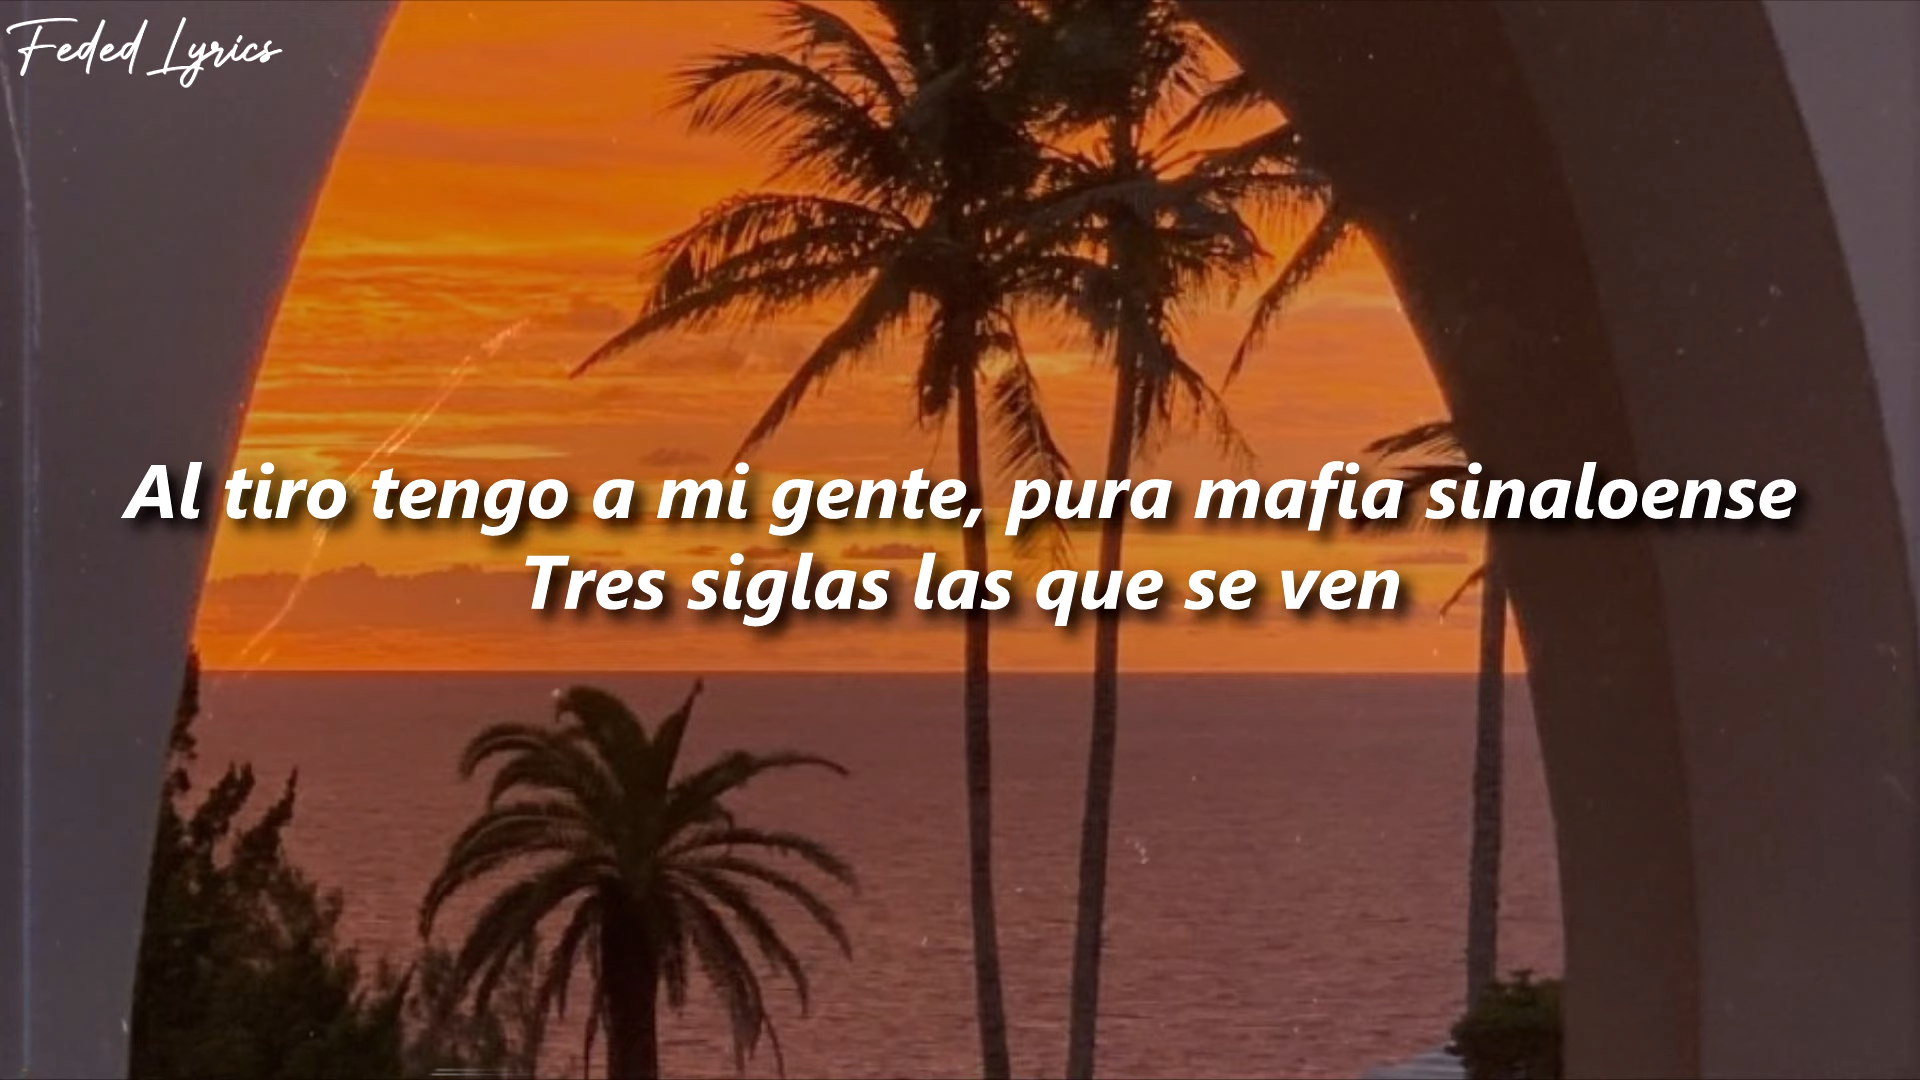 Feded Lyrics
Al tiro tengo a mi gente, pura mafia sinaloense
Tres siglas las que se ven